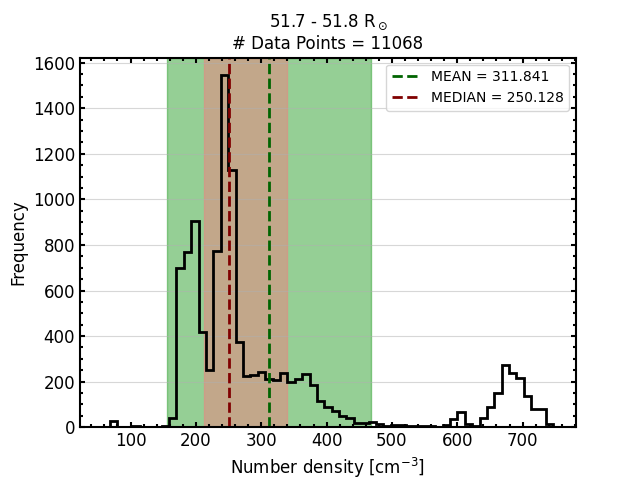 51.7 - 51.8 R⊙
# Data Points = 11068
MEAN = 311.841
MEDIAN = 250.128
1600
1400
1200
1000
800
600
400
200
0
Frequency
100 200 300 400 500 600 700
Number density [cm⁻³]